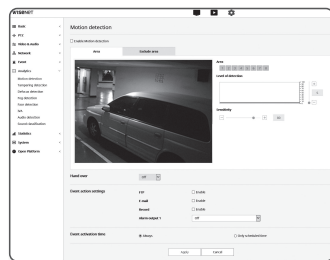 WISENET
Basic
PTZ
Video & Audio
Network
Event
Analytics
Motion detection
Tampering detection
Defocus detection
Fog detection
Face detection
IVA
Audio detection
Sound classification
Statistics
System
Open Platform
Motion detection
Enable Motion detection
Area
Exclude area
Area
Level of detection
Sensitivity
Hand over
Off
Event action settings
FTP
Enable
E-mail
Enable
Record
Enable
Alarm output 1
Off
Event activation time
Always
Only scheduled time
Apply
Cancel